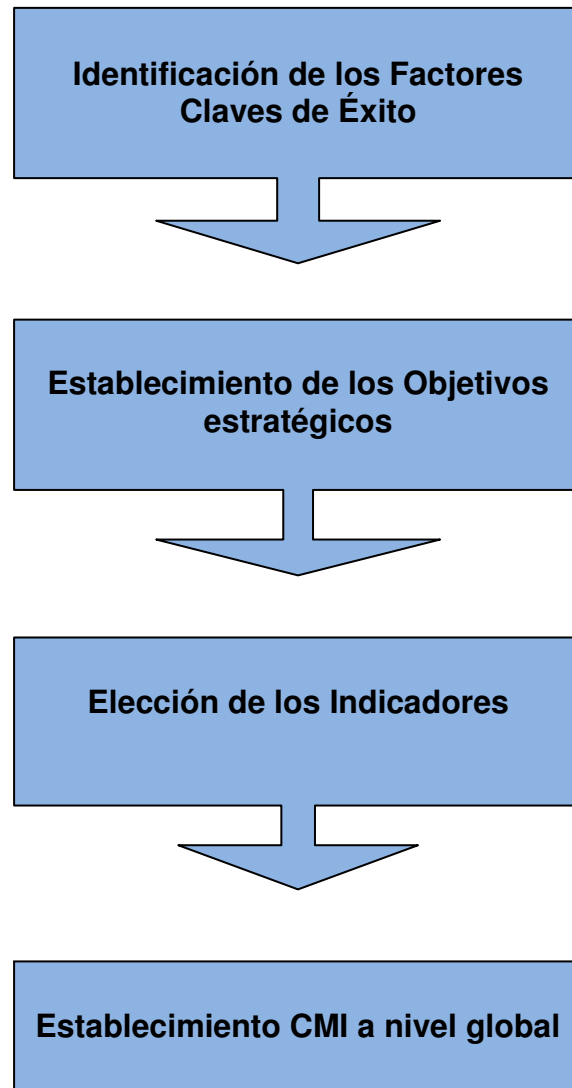 Identificación de los Factores
Claves de Éxito
Establecimiento de los Objetivos
estratégicos
Elección de los Indicadores
Establecimiento CMI a nivel global